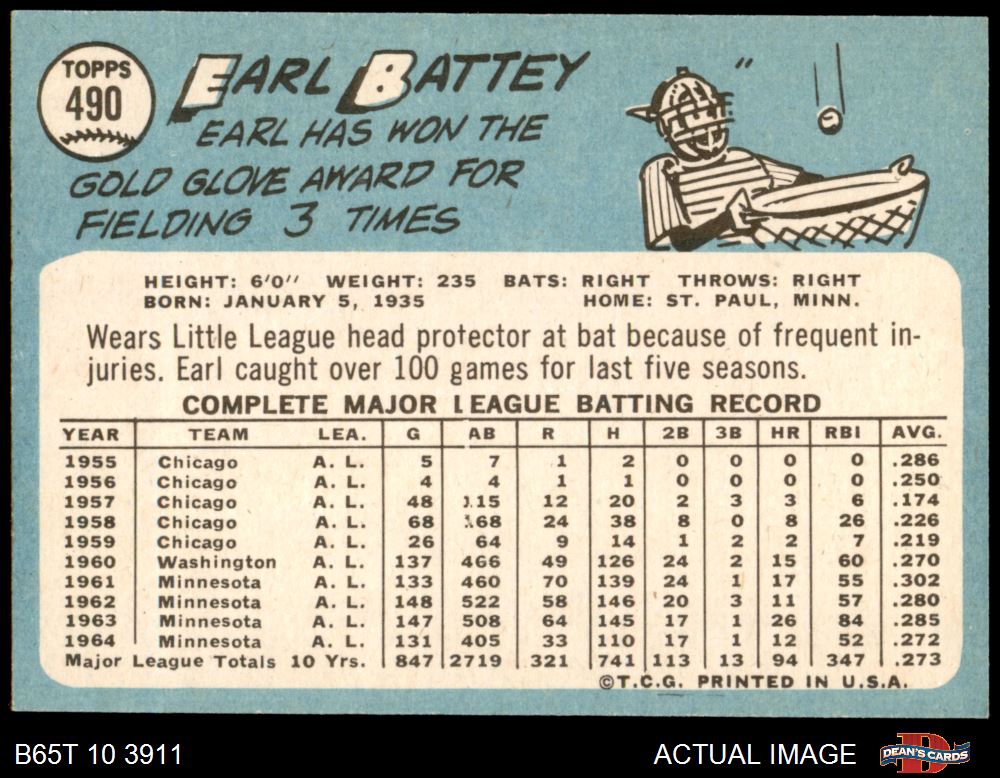 TOPPS
490
EARL BATTEY
EARL HAS WON THE
GOLD GLOVE AWARD FOR
FIELDING 3 TIMES
HEIGHT: 6'0" WEIGHT: 235 BATS: RIGHT THROWS: RIGHT
BORN: JANUARY 5, 1935 HOME: ST. PAUL, MINN.
Wears Little League head protector at bat because of frequent in-
juries. Earl caught over 100 games for last five seasons.
COMPLETE MAJOR LEAGUE BATTING RECORD
YEAR TEAM LEA. G AB R H 2B 3B HR RBI AVG.
1955 Chicago A. L. 5 7 1 2 0 0 0 0 .286
1956 Chicago A. L. 4 4 1 1 0 0 0 0 .250
1957 Chicago A. L. 48 115 12 20 2 3 3 6 .174
1958 Chicago A. L. 68 168 24 38 8 0 8 26 .226
1959 Chicago A. L. 26 64 9 14 1 2 2 7 .219
1960 Washington A. L. 137 466 49 126 24 2 15 60 .270
1961 Minnesota A. L. 133 460 70 139 24 1 17 55 .302
1962 Minnesota A. L. 148 522 58 146 20 3 11 57 .280
1963 Minnesota A. L. 147 508 64 145 17 1 26 84 .285
1964 Minnesota A. L. 131 405 33 110 17 1 12 52 .272
Major League Totals 10 Yrs. 847 2719 321 741 113 13 94 347 .273
©T.C.G. PRINTED IN U.S.A.
B65T 10 3911 ACTUAL IMAGE DEAN'S CARDS